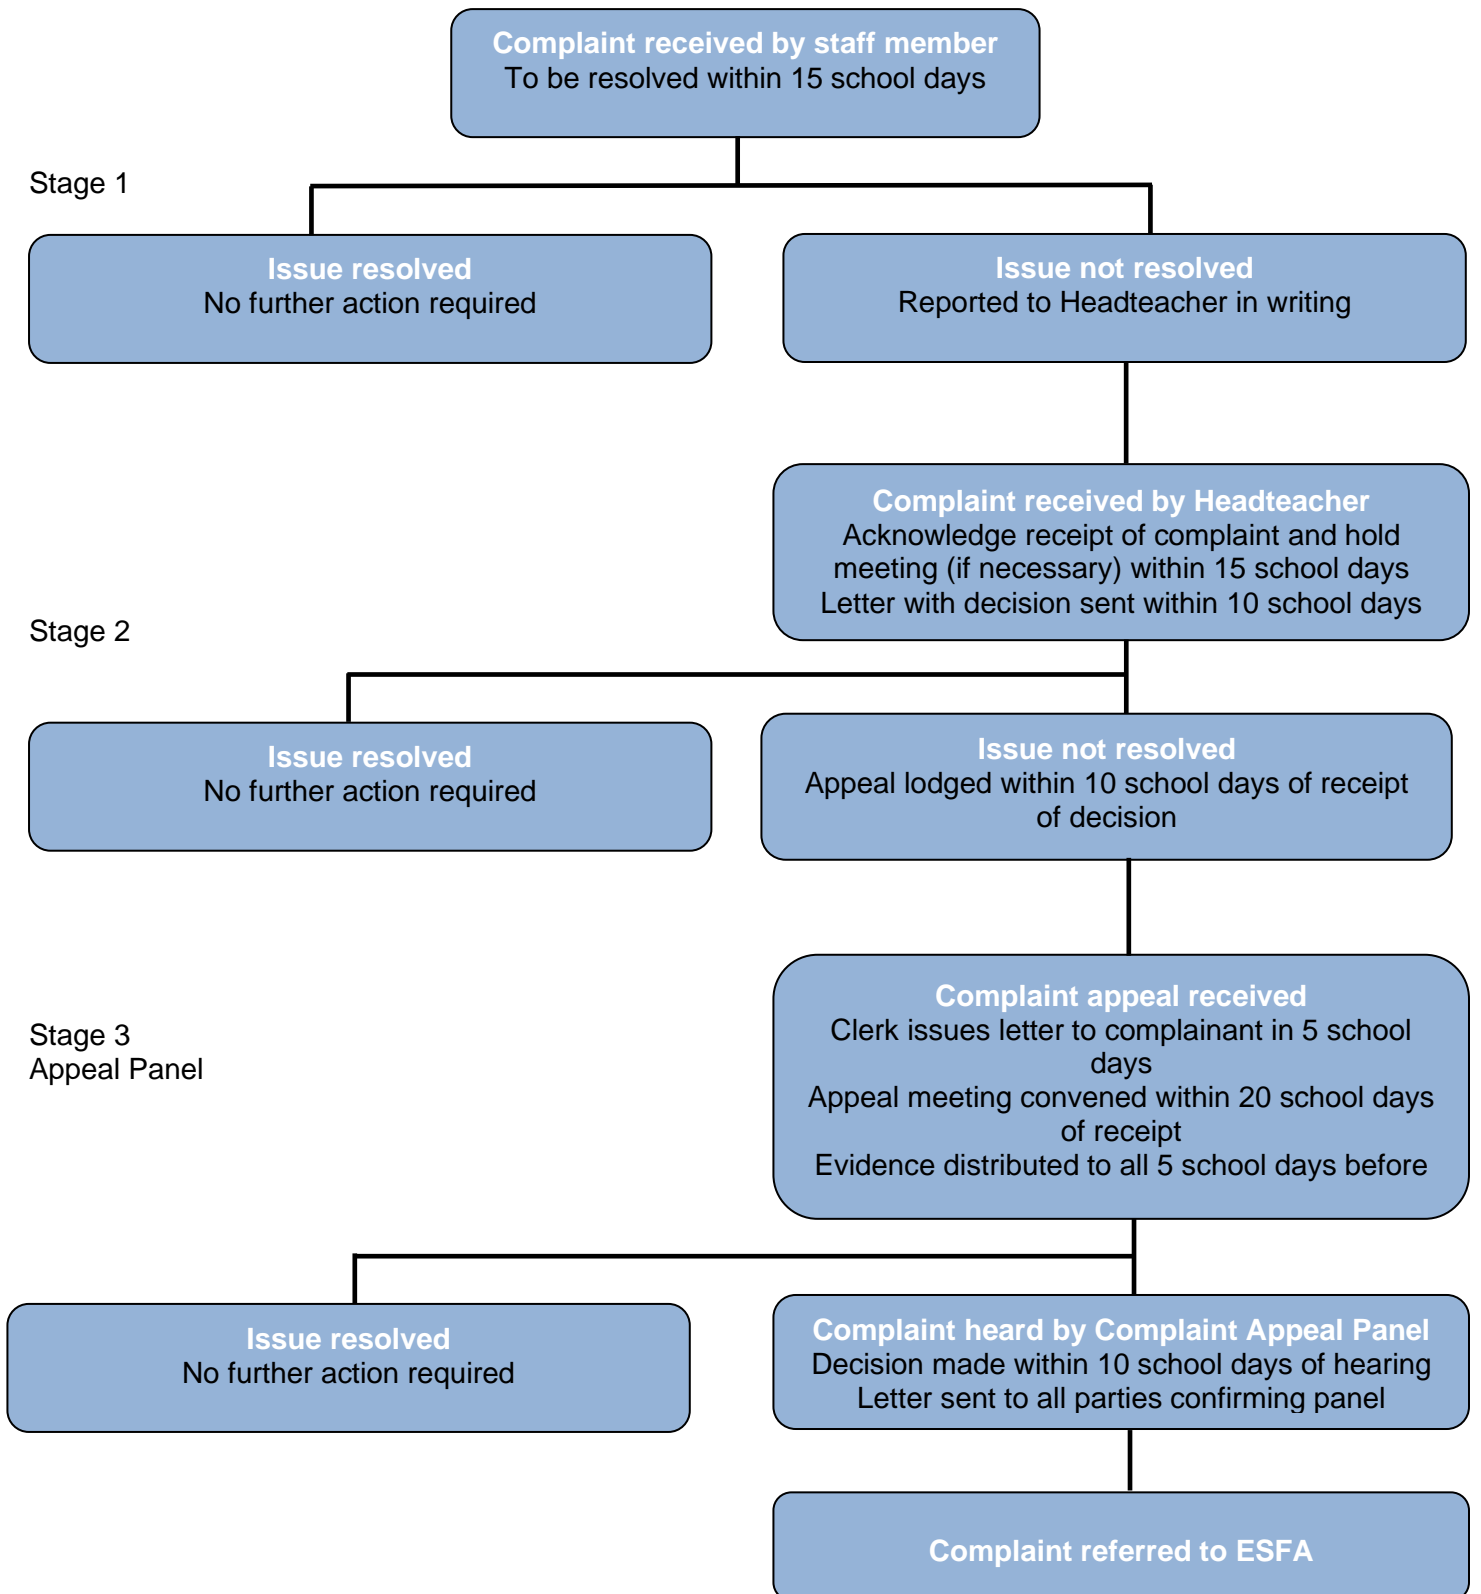 Complaint received by staff member
To be resolved within 15 school days
Stage 1
Issue resolved
No further action required
Issue not resolved
Reported to Headteacher in writing
Complaint received by Headteacher
Acknowledge receipt of complaint and hold
meeting (if necessary) within 15 school days
Letter with decision sent within 10 school days
Stage 2
Issue resolved
No further action required
Issue not resolved
Appeal lodged within 10 school days of receipt
of decision
Stage 3
Appeal Panel
Complaint appeal received
Clerk issues letter to complainant in 5 school
days
Appeal meeting convened within 20 school days
of receipt
Evidence distributed to all 5 school days before
Issue resolved
No further action required
Complaint heard by Complaint Appeal Panel
Decision made within 10 school days of hearing
Letter sent to all parties confirming panel
Complaint referred to ESFA